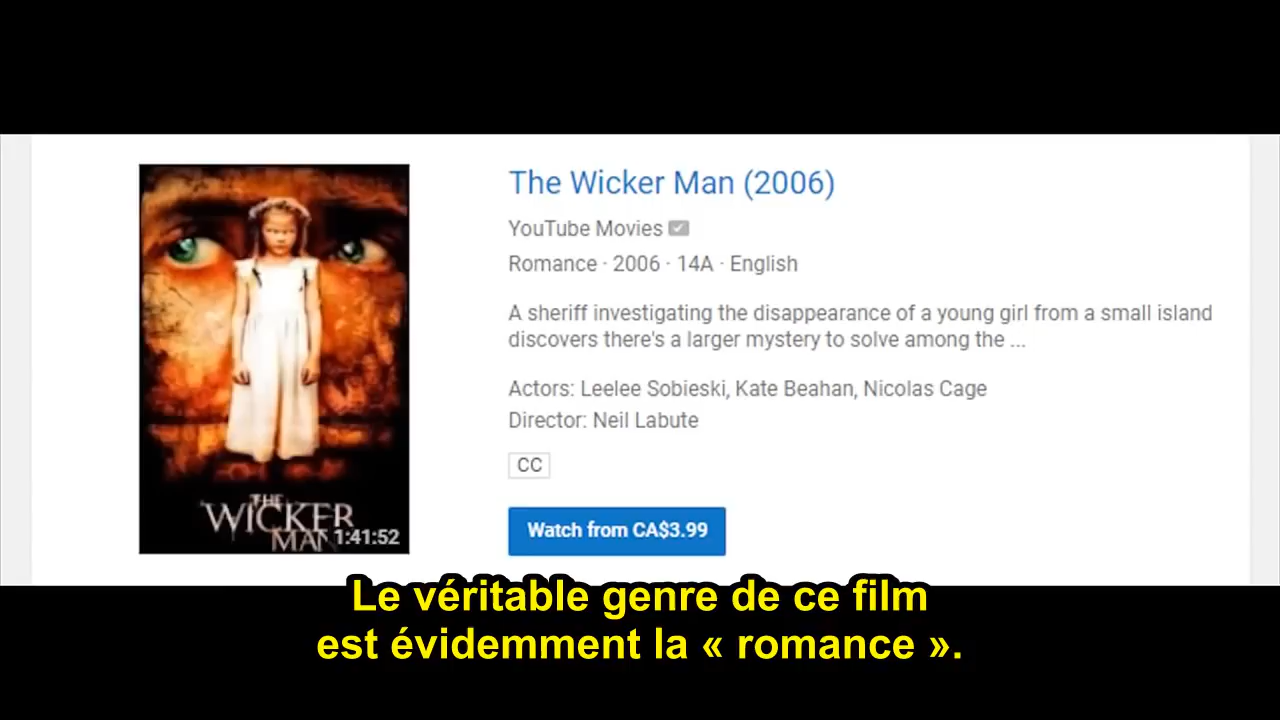 The Wicker Man (2006)
YouTube Movies
Romance · 2006 · 14A · English
A sheriff investigating the disappearance of a young girl from a small island
discovers there's a larger mystery to solve among the ...
Actors: Leelee Sobieski, Kate Beahan, Nicolas Cage
Director: Neil Labute
CC
Watch from CA$3.99
THE
WICKER
MAN
1:41:52
Le véritable genre de ce film
est évidemment la « romance ».